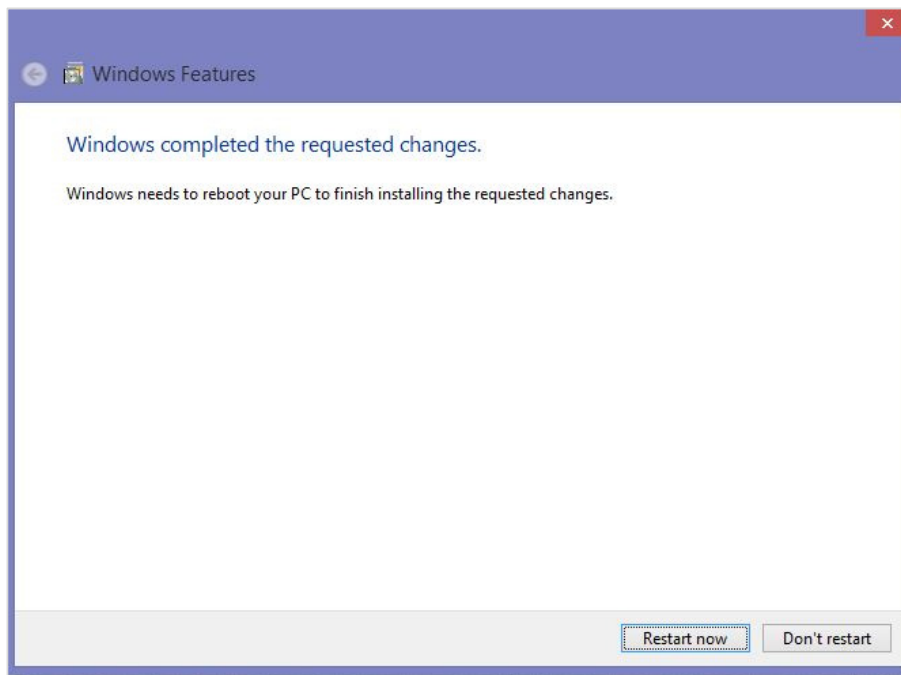 Windows Features
Windows completed the requested changes.
Windows needs to reboot your PC to finish installing the requested changes.
Restart now Don't restart